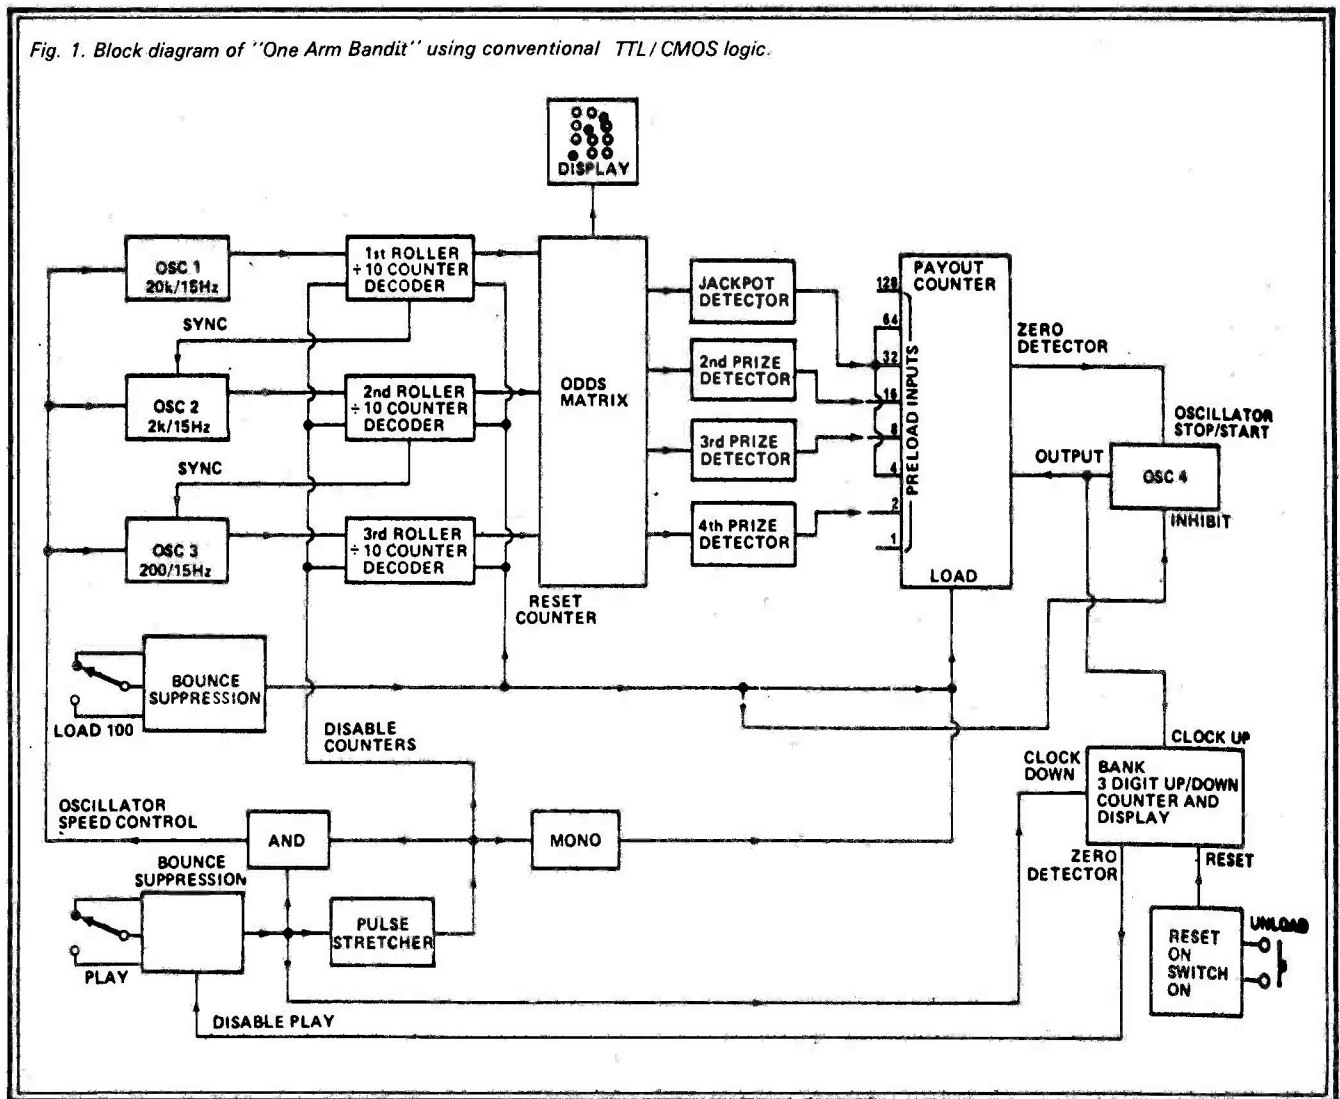 Fig. 1. Block diagram of "One Arm Bandit" using conventional TTL/CMOS logic.
DISPLAY
OSC 1
20k/15Hz
1st ROLLER
÷ 10 COUNTER
DECODER
SYNC
OSC 2
2k/15Hz
2nd ROLLER
÷ 10 COUNTER
DECODER
SYNC
OSC 3
200/15Hz
3rd ROLLER
÷ 10 COUNTER
DECODER
ODDS
MATRIX
RESET
COUNTER
JACKPOT
DETECTOR
2nd PRIZE
DETECTOR
3rd PRIZE
DETECTOR
4th PRIZE
DETECTOR
PAYOUT
COUNTER
128
64
32
16
8
4
2
1
PRELOAD INPUTS
LOAD
ZERO
DETECTOR
OSCILLATOR
STOP/START
OUTPUT
OSC 4
INHIBIT
BOUNCE
SUPPRESSION
LOAD 100
DISABLE
COUNTERS
OSCILLATOR
SPEED CONTROL
AND
MONO
BOUNCE
SUPPRESSION
PULSE
STRETCHER
PLAY
DISABLE PLAY
CLOCK UP
CLOCK
DOWN
BANK
3 DIGIT UP/DOWN
COUNTER AND
DISPLAY
ZERO
DETECTOR
RESET
RESET
ON
SWITCH
ON
UNLOAD